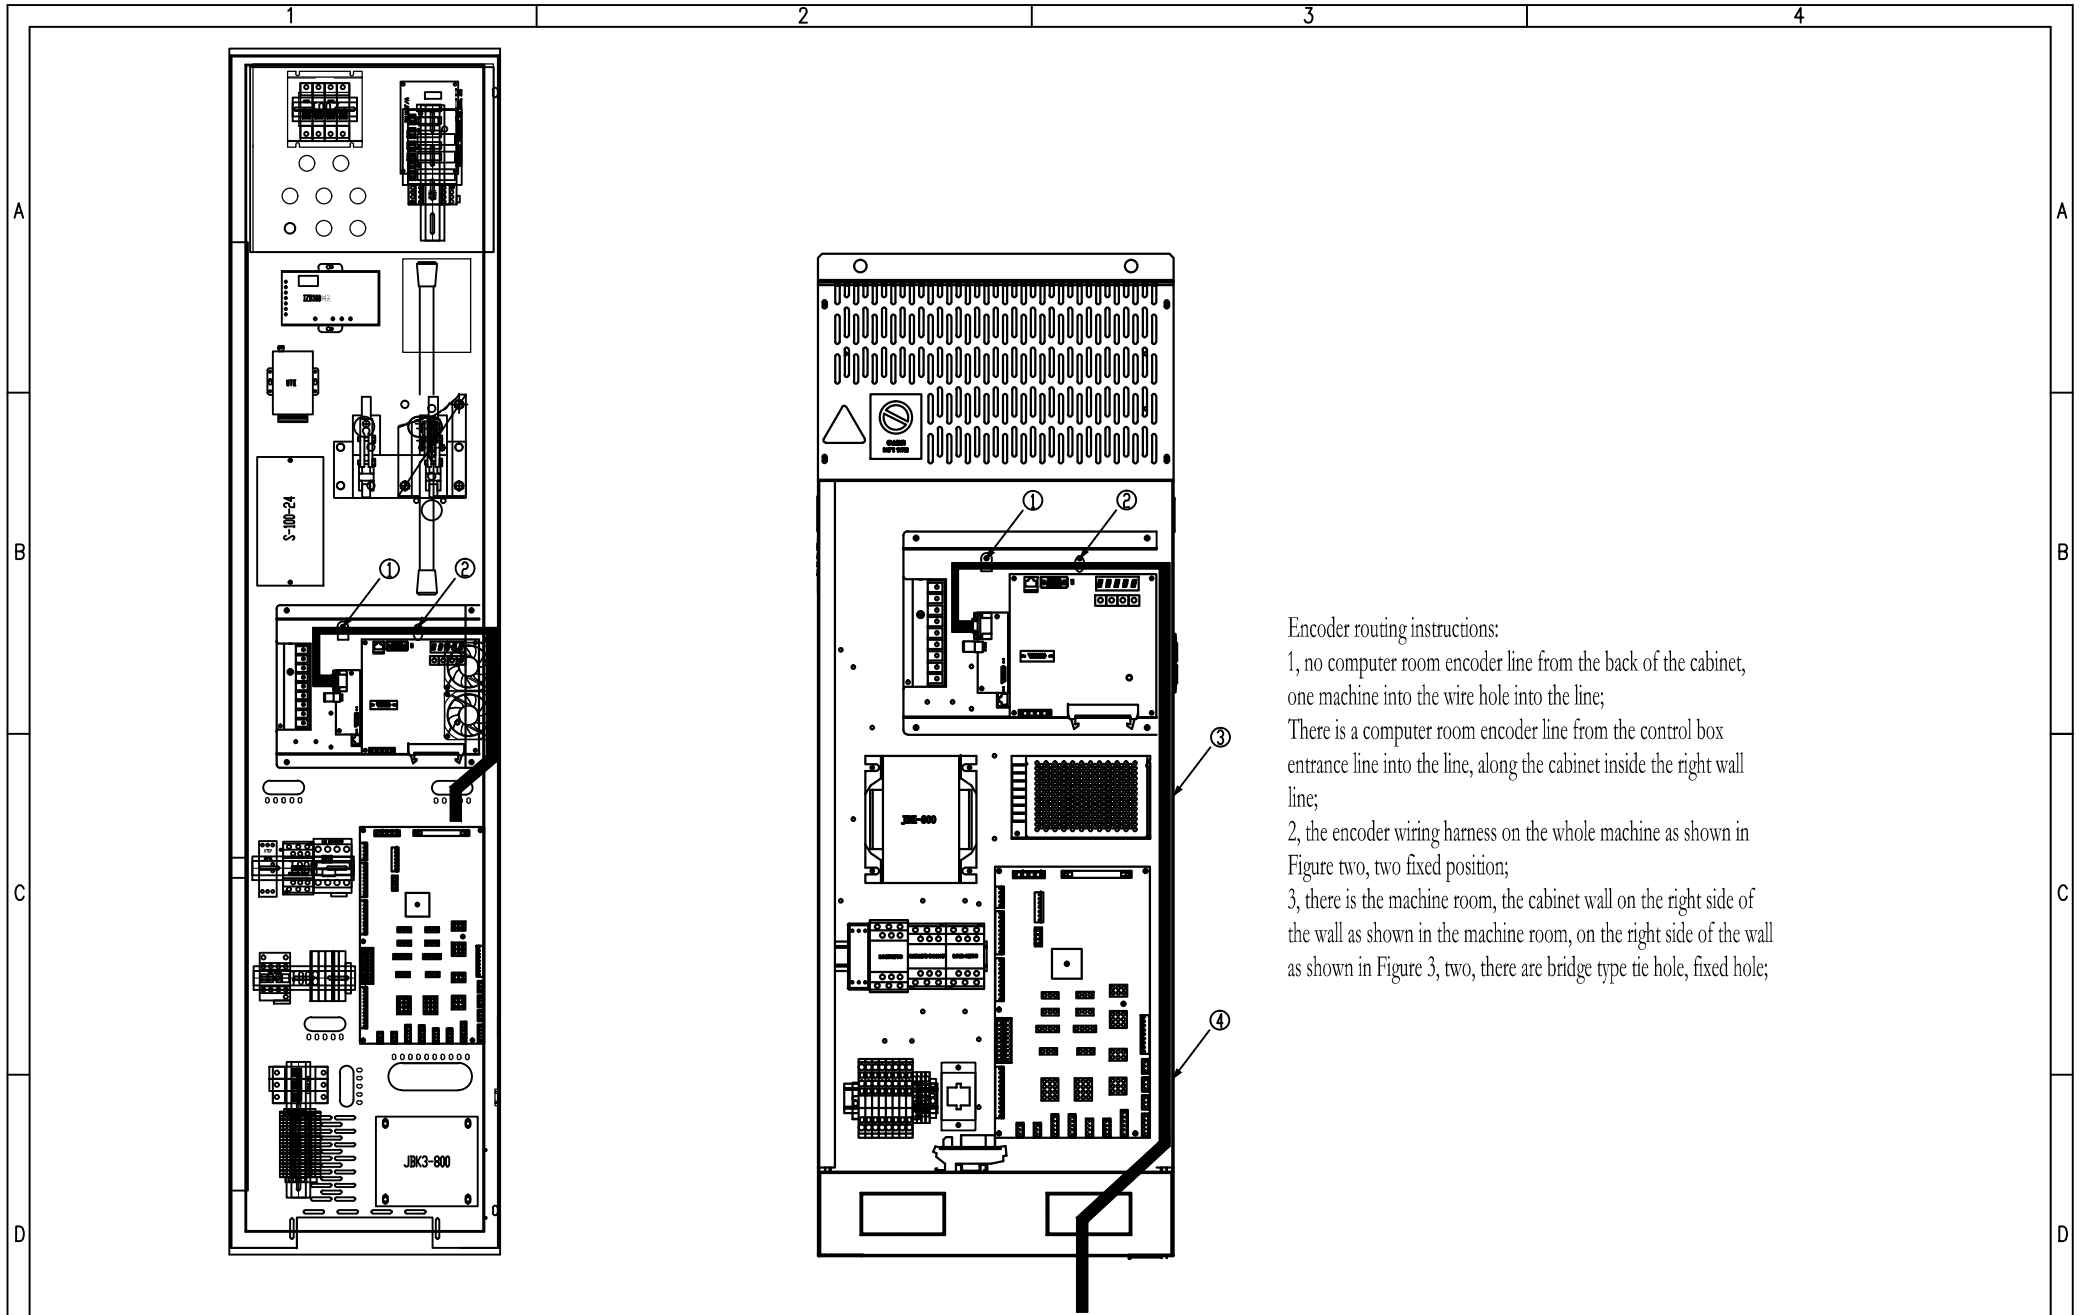 1
2
3
4
A
A
IZB300
UTE
S-100-24
B
B
1
2
1
2
Encoder routing instructions:
1, no computer room encoder line from the back of the cabinet,
one machine into the wire hole into the line;
There is a computer room encoder line from the control box
entrance line into the line, along the cabinet inside the right wall
line;
2, the encoder wiring harness on the whole machine as shown in
Figure two, two fixed position;
3, there is the machine room, the cabinet wall on the right side of
the wall as shown in the machine room, on the right side of the wall
as shown in Figure 3, two, there are bridge type tie hole, fixed hole;
3
C
C
4
JBK3-800
D
D